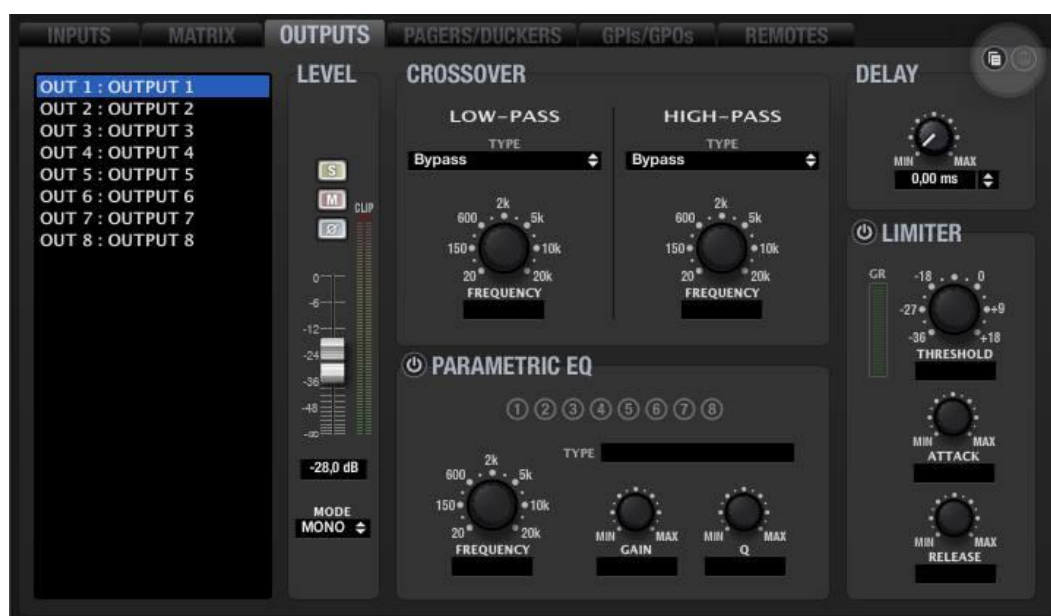 INPUTS MATRIX OUTPUTS PAGERS/DUCKERS GPIs/GPOs REMOTES
OUT 1 : OUTPUT 1
OUT 2 : OUTPUT 2
OUT 3 : OUTPUT 3
OUT 4 : OUTPUT 4
OUT 5 : OUTPUT 5
OUT 6 : OUTPUT 6
OUT 7 : OUTPUT 7
OUT 8 : OUTPUT 8
LEVEL
S
M
Ø
CLIP
0
-6
-12
-24
-36
-48
-∞
-28,0 dB
MODE
MONO
CROSSOVER
LOW-PASS
TYPE
Bypass
2k
600 5k
150 10k
20 20k
FREQUENCY
HIGH-PASS
TYPE
Bypass
2k
600 5k
150 10k
20 20k
FREQUENCY
PARAMETRIC EQ
1 2 3 4 5 6 7 8
TYPE
2k
600 5k
150 10k
20 20k
FREQUENCY
MIN MAX
GAIN
MIN MAX
Q
DELAY
MIN MAX
0,00 ms
LIMITER
GR
-18 0
-27 +9
-36 +18
THRESHOLD
MIN MAX
ATTACK
MIN MAX
RELEASE